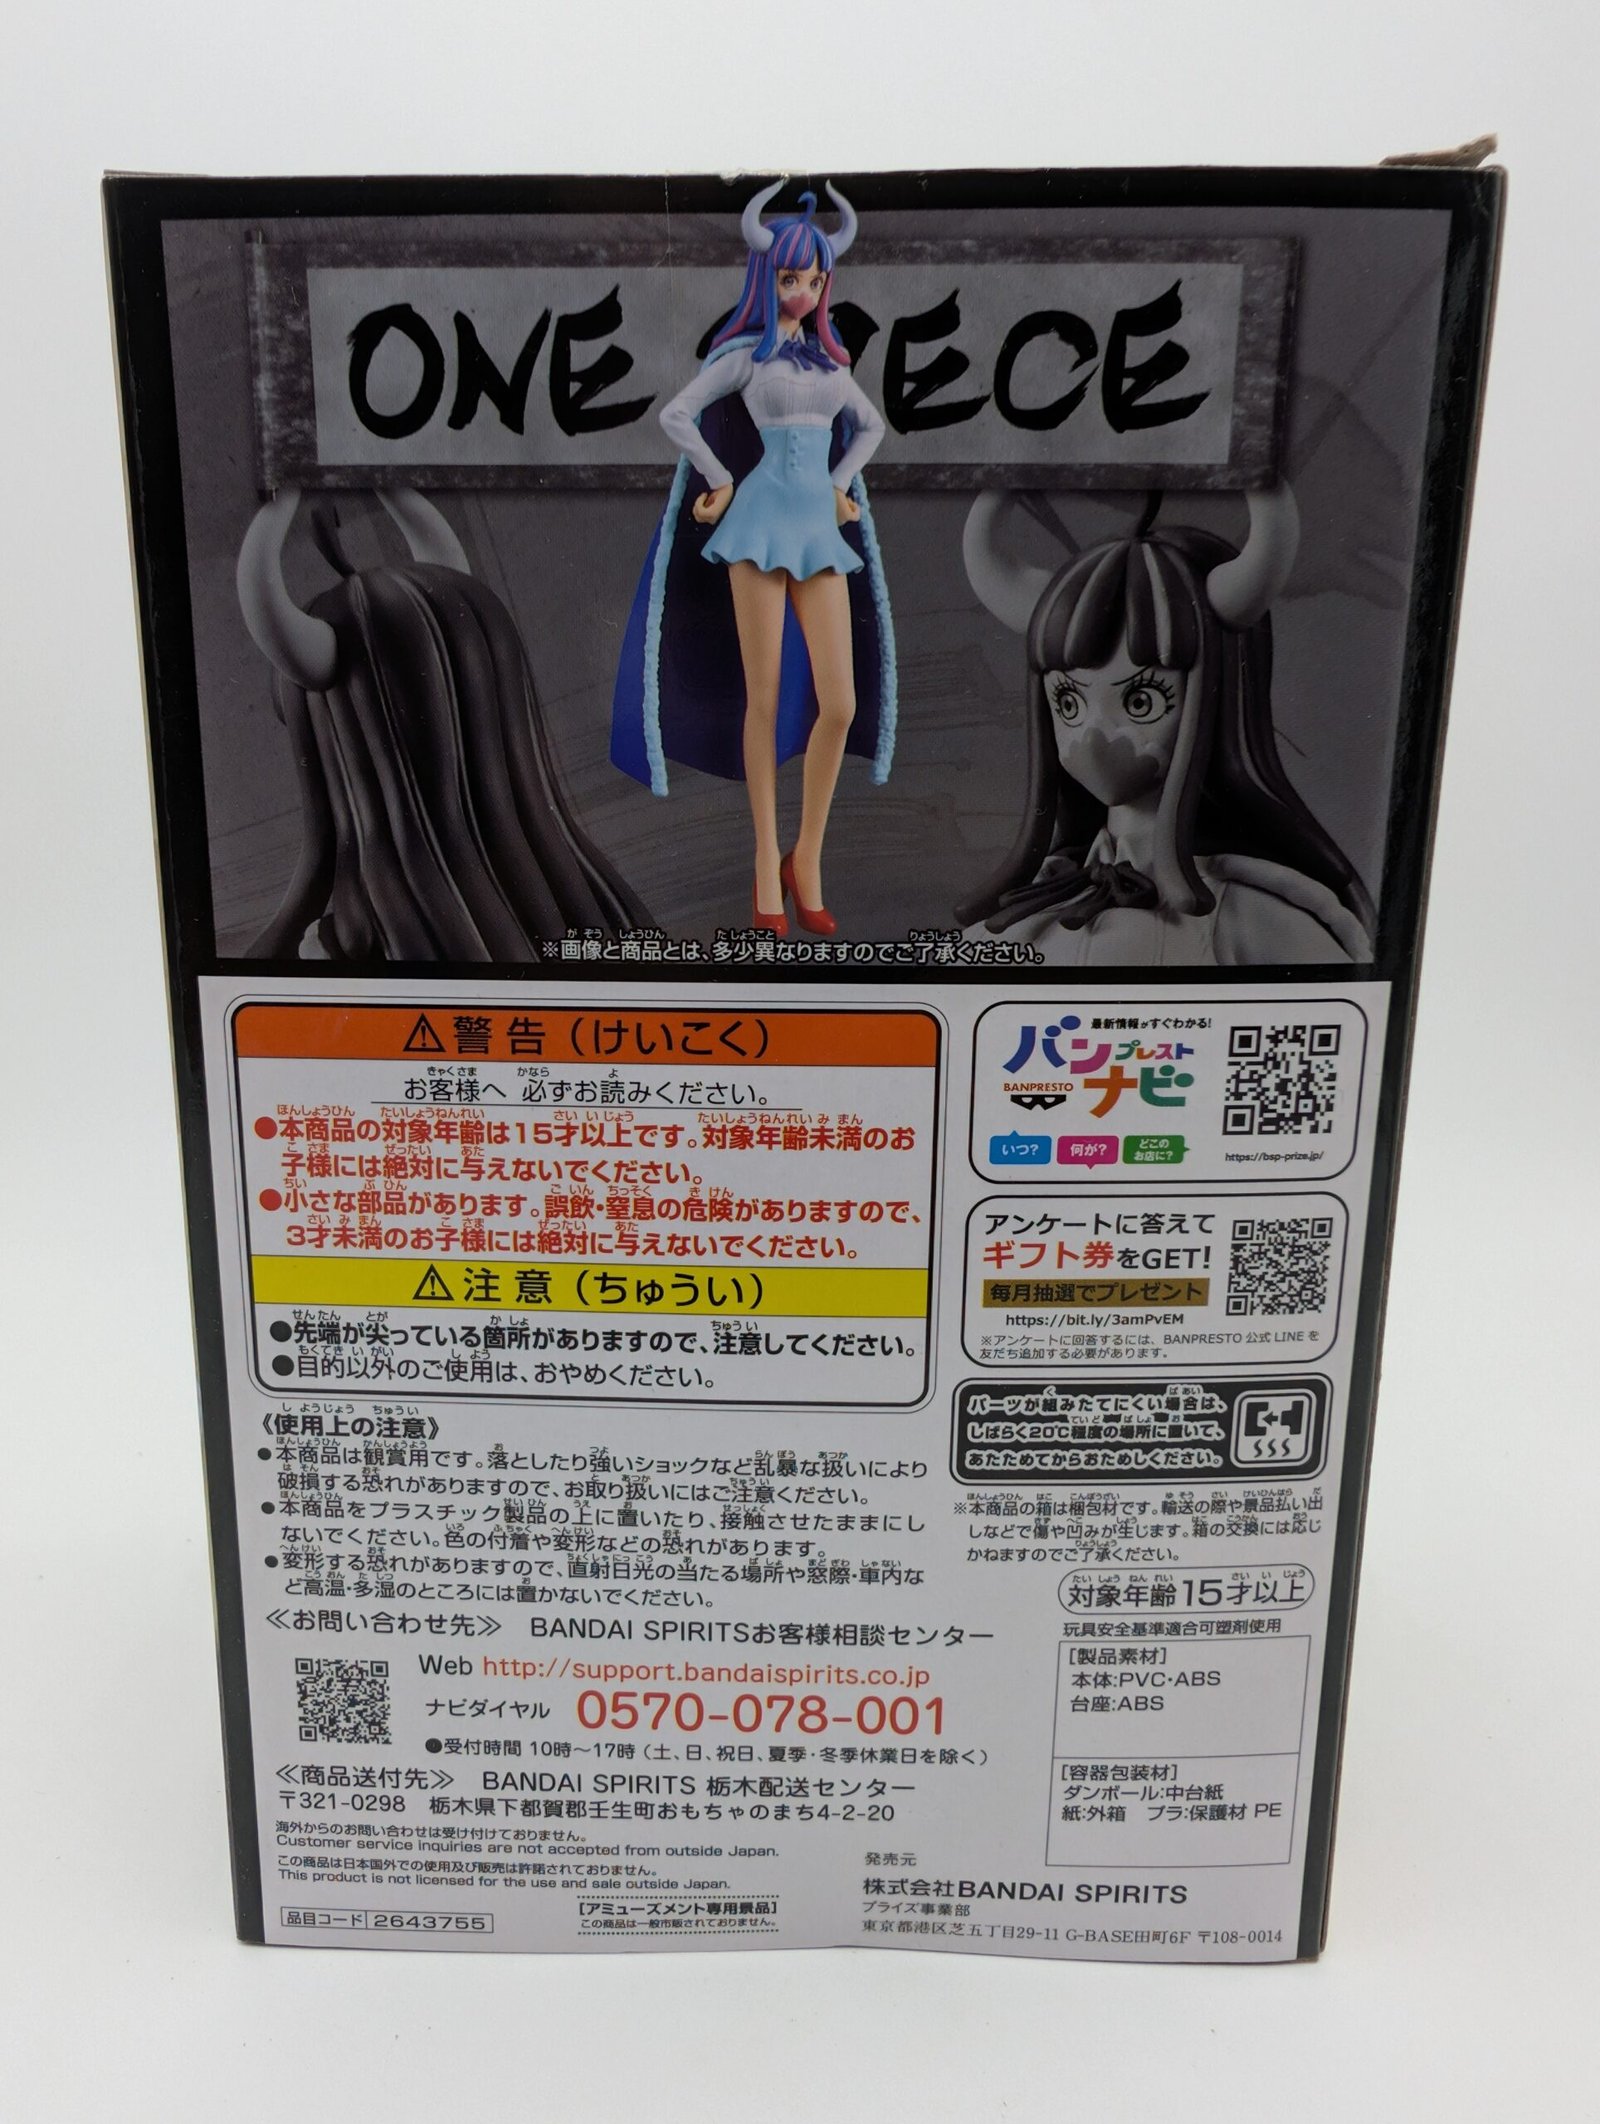 ONE PIECE
※画像と商品とは、多少異なりますのでご了承ください。
⚠警告（けいこく）
お客様へ 必ずお読みください。
●本商品の対象年齢は15才以上です。対象年齢未満のお
子様には絶対に与えないでください。
●小さな部品があります。誤飲・窒息の危険がありますので、
3才未満のお子様には絶対に与えないでください。
⚠注意（ちゅうい）
●先端が尖っている箇所がありますので、注意してください。
●目的以外のご使用は、おやめください。
《使用上の注意》
●本商品は観賞用です。落としたり強いショックなど乱暴な扱いにより
破損する恐れがありますので、お取り扱いにはご注意ください。
●本商品をプラスチック製品の上に置いたり、接触させたままにし
ないでください。色の付着や変形などの恐れがあります。
●変形する恐れがありますので、直射日光の当たる場所や窓際・車内な
ど高温・多湿のところには置かないでください。
≪お問い合わせ先≫ BANDAI SPIRITSお客様相談センター
Web http://support.bandaispirits.co.jp
ナビダイヤル 0570-078-001
●受付時間 10時～17時（土、日、祝日、夏季・冬季休業日を除く）
≪商品送付先≫ BANDAI SPIRITS 栃木配送センター
〒321-0298 栃木県下都賀郡壬生町おもちゃのまち4-2-20
海外からのお問い合わせは受け付けておりません。
Customer service inquiries are not accepted from outside Japan.
この商品は日本国外での使用及び販売は許諾されておりません。
This product is not licensed for the use and sale outside Japan.
品目コード 2643755
[アミューズメント専用景品]
この商品は一般市販されておりません。
最新情報がすぐわかる!
バンプレスト
ナビ
BANPRESTO
いつ?
何が?
どこの
お店に?
https://bsp-prize.jp/
アンケートに答えて
ギフト券をGET!
毎月抽選でプレゼント
https://bit.ly/3amPvEM
※アンケートに回答するには、BANPRESTO 公式 LINE を
友だち追加する必要があります。
パーツが組みたてにくい場合は、
しばらく20℃程度の場所に置いて、
あたためてからおためしください。
※本商品の箱は梱包材です。輸送の際や景品払い出
しなどで傷や凹みが生じます。箱の交換には応じ
かねますのでご了承ください。
対象年齢15才以上
玩具安全基準適合可塑剤使用
[製品素材]
本体:PVC・ABS
台座:ABS
[容器包装材]
ダンボール:中台紙
紙:外箱 プラ:保護材 PE
発売元
株式会社BANDAI SPIRITS
プライズ事業部
東京都港区芝五丁目29-11 G-BASE田町6F 〒108-0014